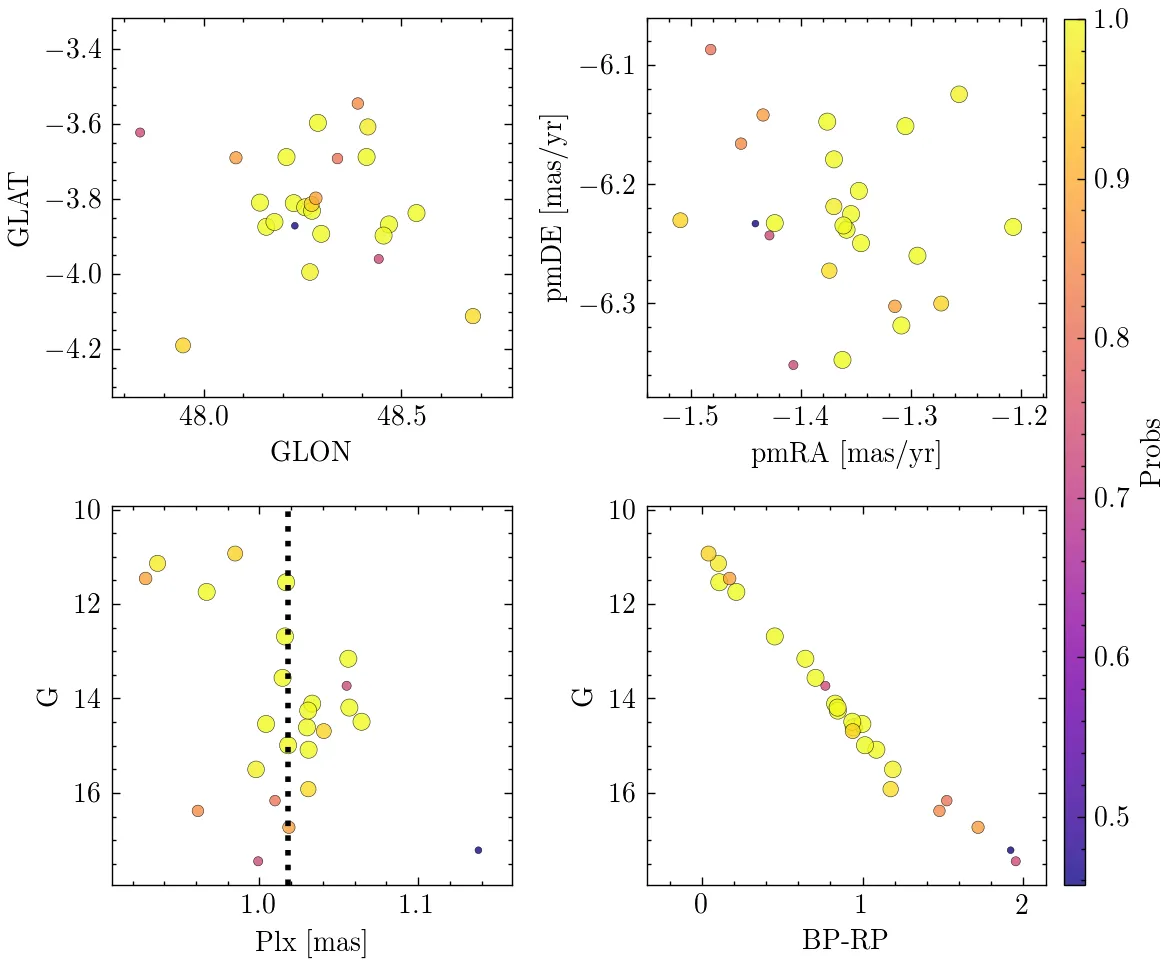 −3.4
−3.6
−3.8
−4.0
−4.2
GLAT
48.0 48.5
GLON
−6.1
−6.2
−6.3
pmDE [mas/yr]
−1.5 −1.4 −1.3 −1.2
pmRA [mas/yr]
10
12
14
16
G
1.0 1.1
Plx [mas]
10
12
14
16
G
0 1 2
BP-RP
1.0
0.9
0.8
0.7
0.6
0.5
Probs